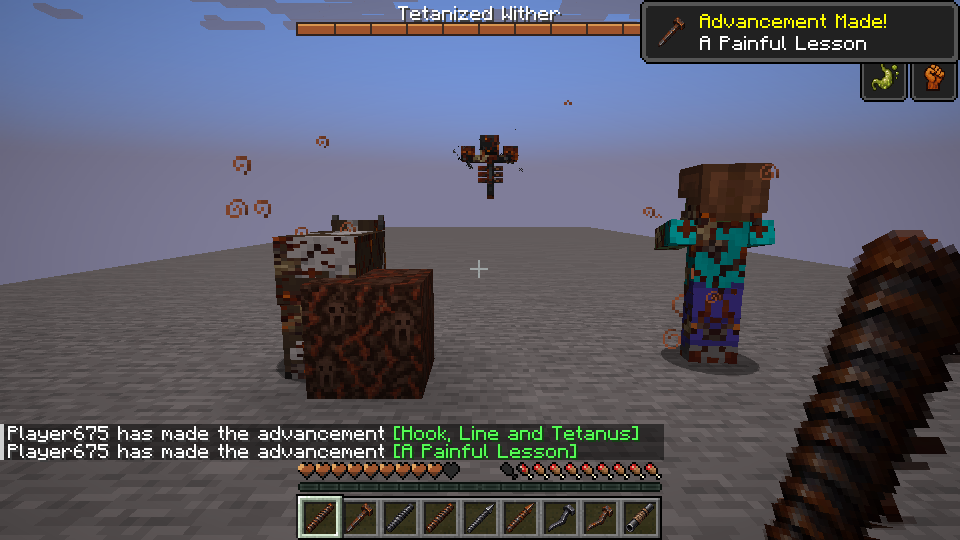 Tetanized Wither
Advancement Made!
A Painful Lesson
Player675 has made the advancement [Hook, Line and Tetanus]
Player675 has made the advancement [A Painful Lesson]